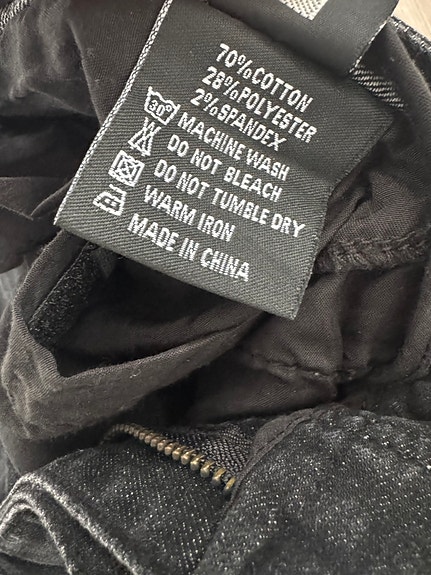 70%COTTON
28%POLYESTER
2%SPANDEX
30° MACHINE WASH
DO NOT BLEACH
DO NOT TUMBLE DRY
WARM IRON
MADE IN CHINA